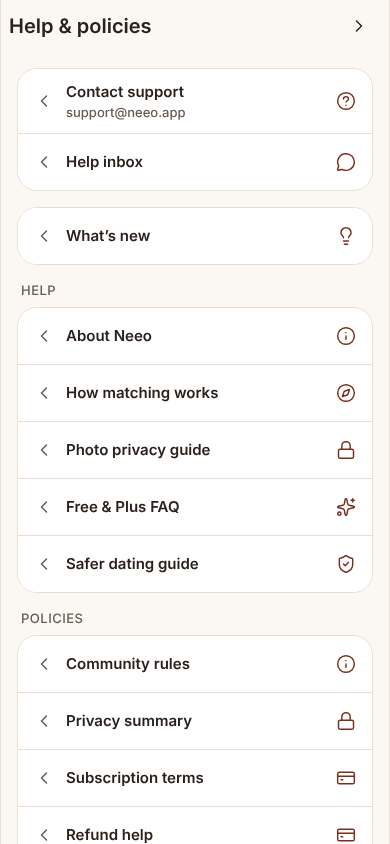 Help & policies
Contact support
support@neeo.app
Help inbox
What’s new
HELP
About Neeo
How matching works
Photo privacy guide
Free & Plus FAQ
Safer dating guide
POLICIES
Community rules
Privacy summary
Subscription terms
Refund help